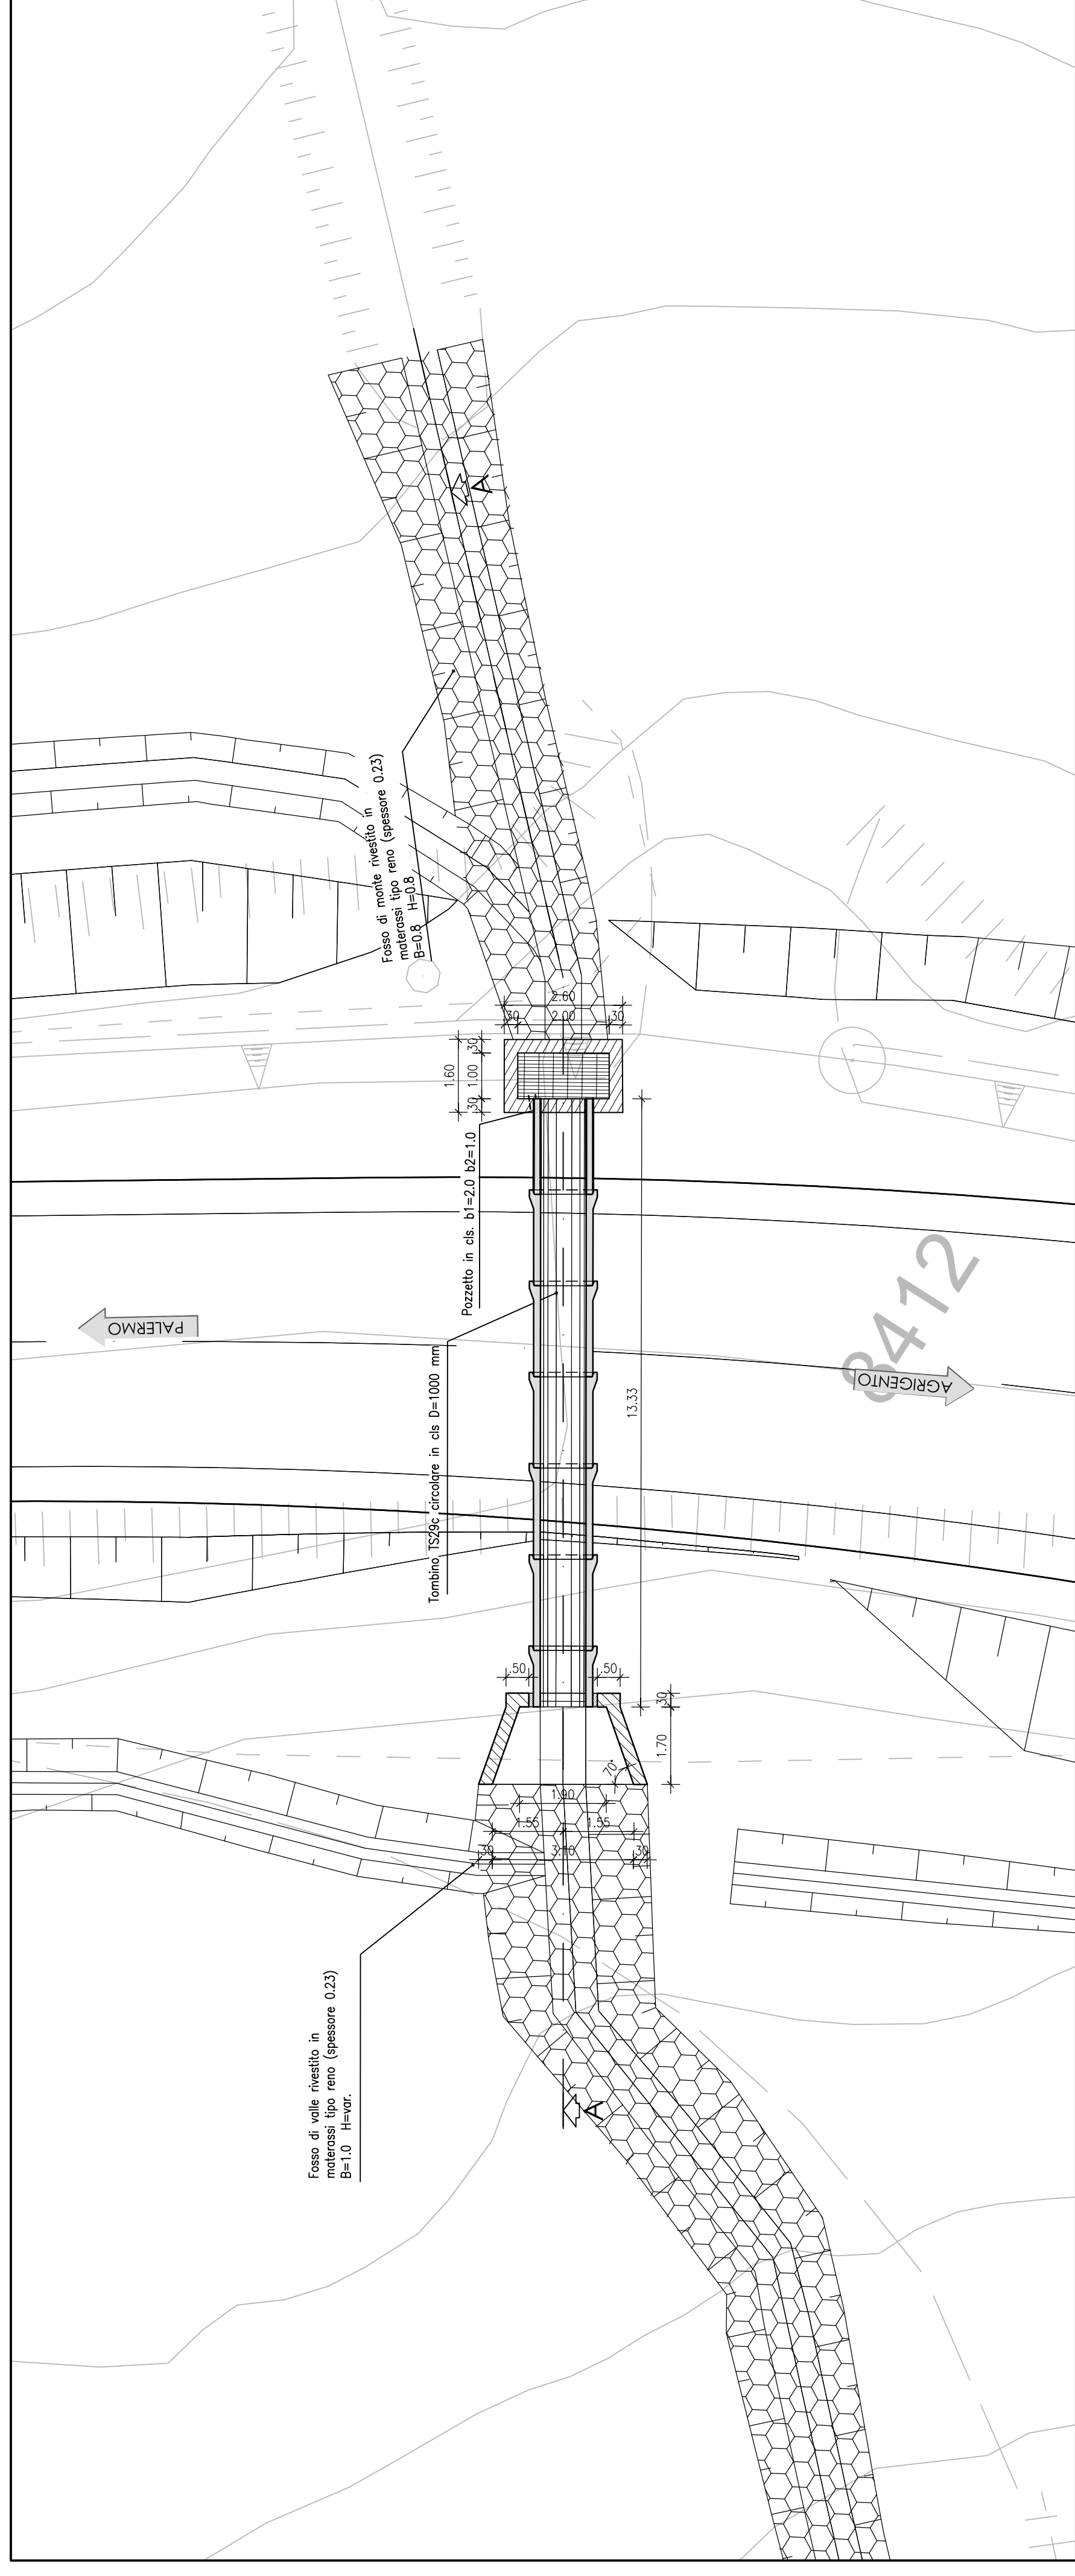 Fosso di monte rivestito in
materassi tipo reno (spessore 0.23)
B=0.8 H=0.8
A
2.60
.30
2.00
.30
1.60
.30
1.00
.30
Pozzetto in cls. b1=2.0 b2=1.0
PALERMO
8412
AGRIGENTO
13.33
Tombino TS29c circolare in cls D=1000 mm
.50
.50
.30
1.70
70°
1.90
1.55
1.55
.30
3.10
.30
Fosso di valle rivestito in
materassi tipo reno (spessore 0.23)
B=1.0 H=var.
A